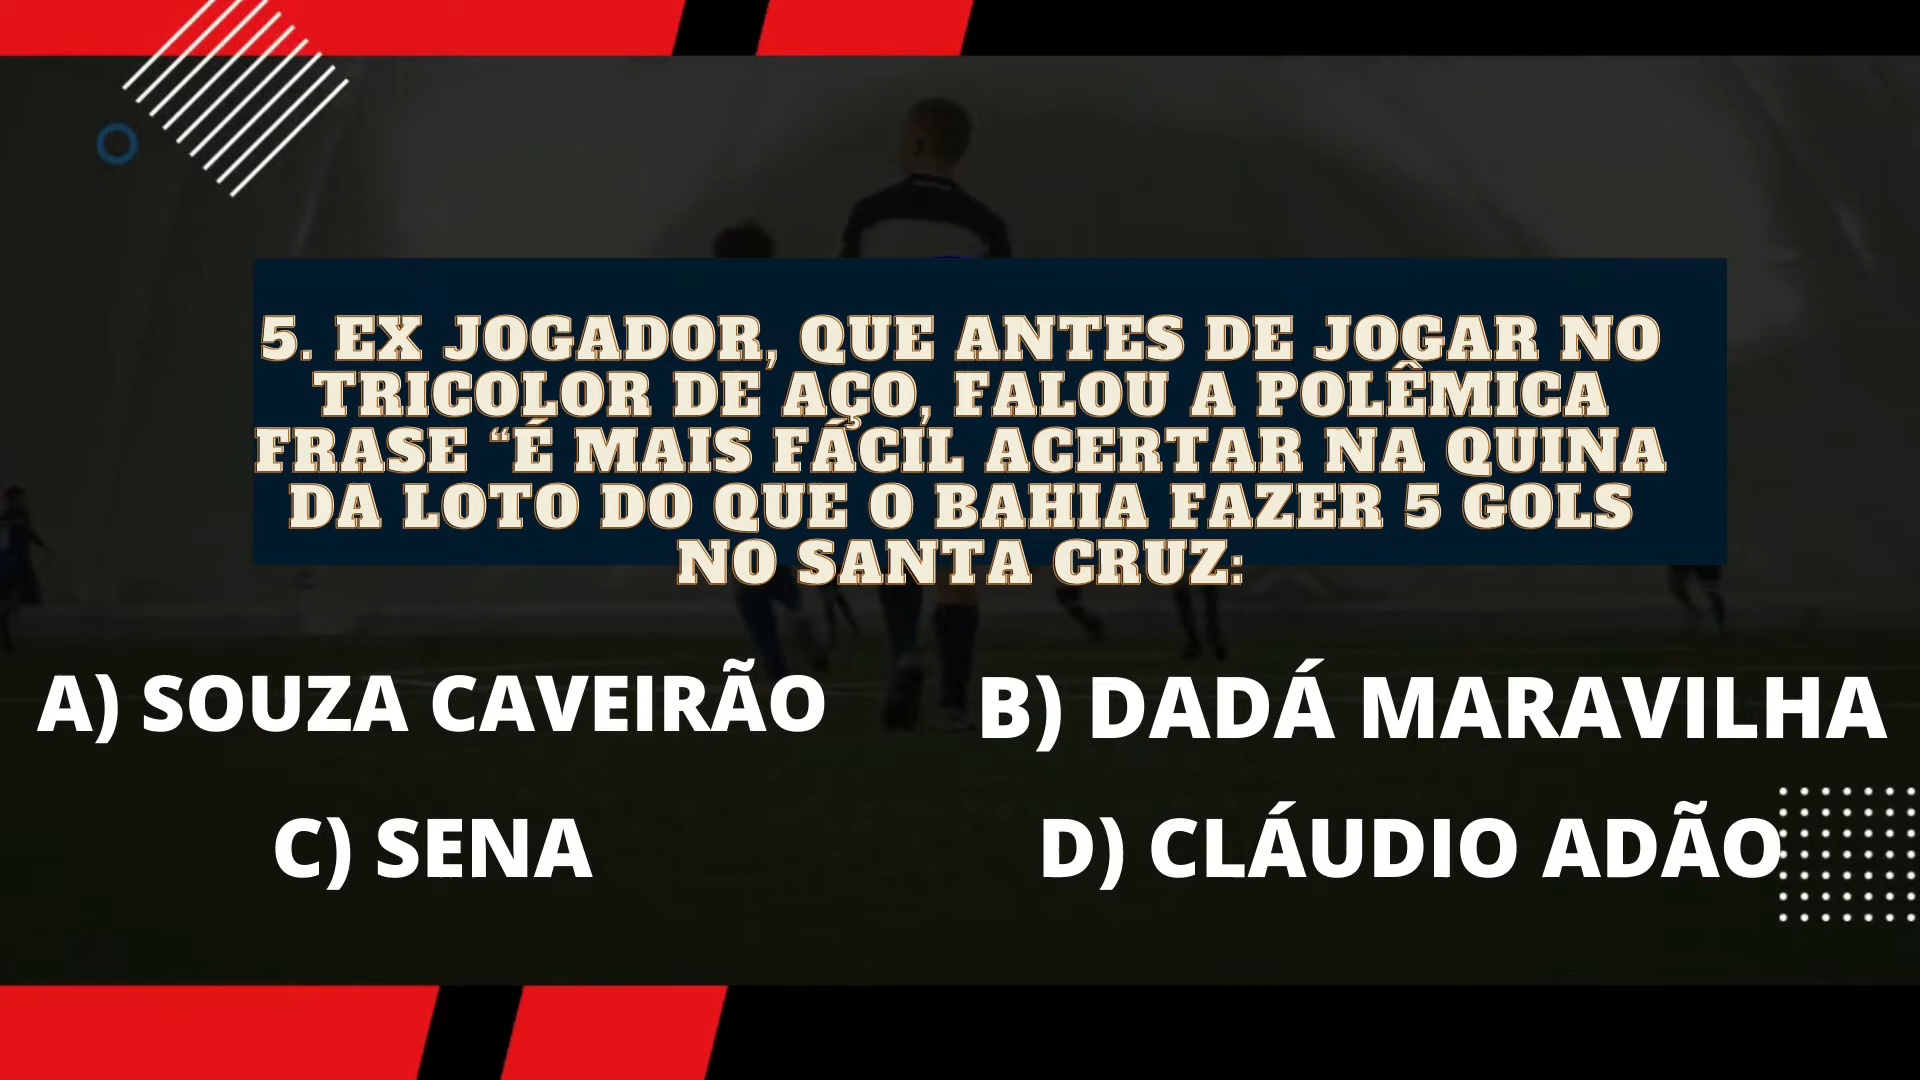 5. EX JOGADOR, QUE ANTES DE JOGAR NO
TRICOLOR DE AÇO, FALOU A POLÊMICA
FRASE “É MAIS FÁCIL ACERTAR NA QUINA
DA LOTO DO QUE O BAHIA FAZER 5 GOLS
NO SANTA CRUZ:
A) SOUZA CAVEIRÃO
B) DADÁ MARAVILHA
C) SENA
D) CLÁUDIO ADÃO